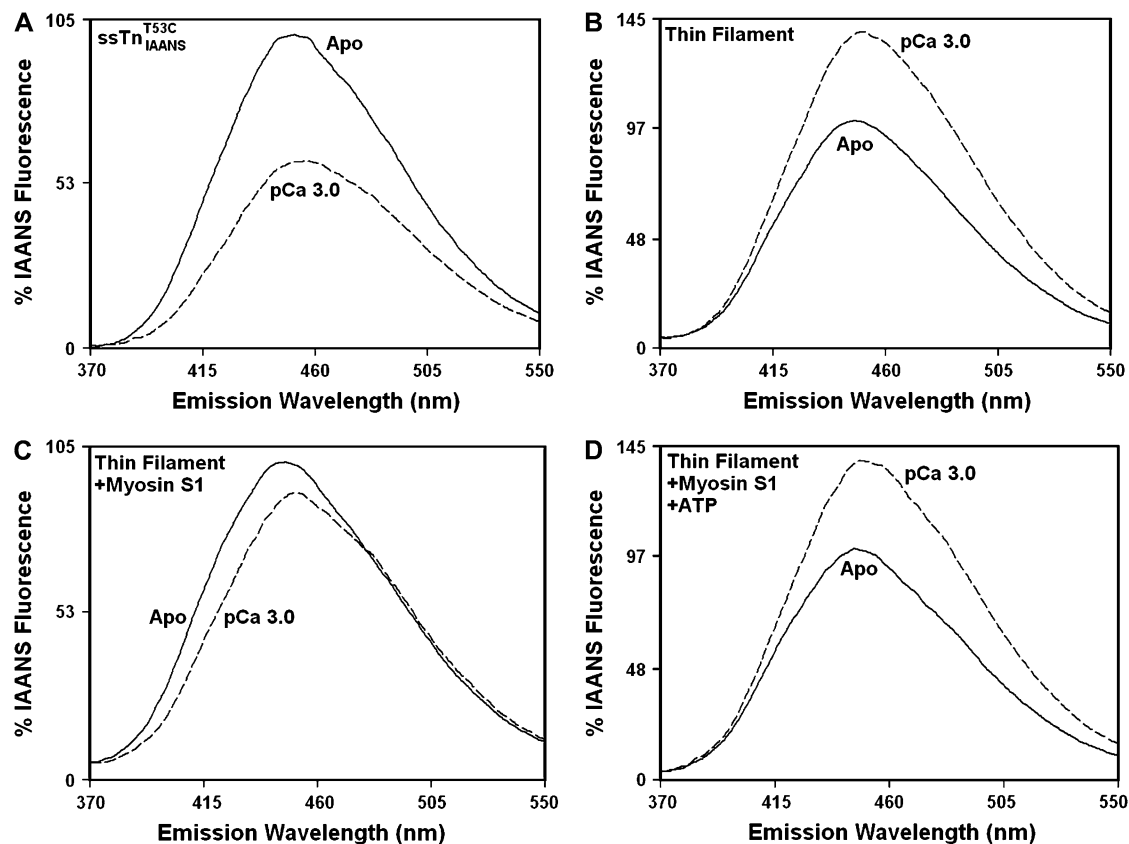 A
ssTn T53C IAANS
Apo
pCa 3.0
% IAANS Fluorescence
105
53
0
370 415 460 505 550
Emission Wavelength (nm)
B
Thin Filament
pCa 3.0
Apo
% IAANS Fluorescence
145
97
48
0
370 415 460 505 550
Emission Wavelength (nm)
C
Thin Filament
+Myosin S1
Apo
pCa 3.0
% IAANS Fluorescence
105
53
0
370 415 460 505 550
Emission Wavelength (nm)
D
Thin Filament
+Myosin S1
+ATP
pCa 3.0
Apo
% IAANS Fluorescence
145
97
48
0
370 415 460 505 550
Emission Wavelength (nm)